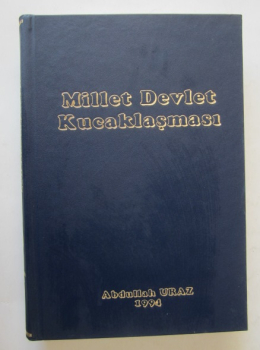 Millet Devlet
Kucaklaşması
Abdullah URAZ
1994